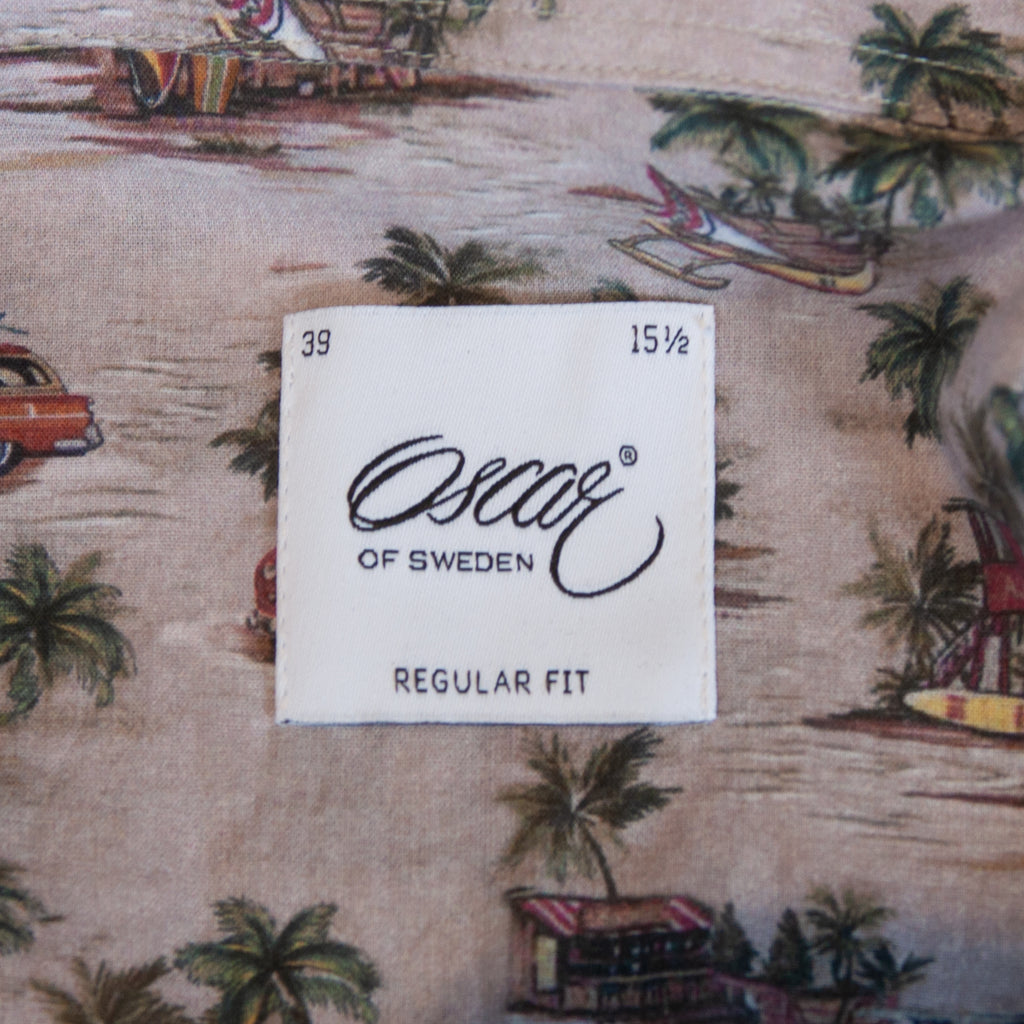 39 15½
Oscar®
OF SWEDEN
REGULAR FIT